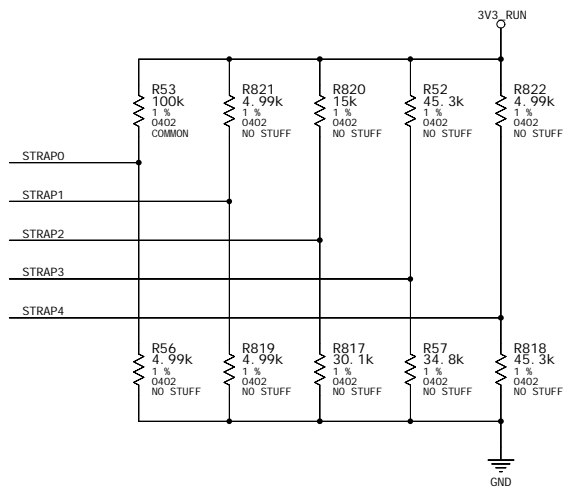 3V3_RUN
R53
100k
1 %
0402
COMMON
R821
4.99k
1 %
0402
NO STUFF
R820
15k
1 %
0402
NO STUFF
R52
45.3k
1 %
0402
NO STUFF
R822
4.99k
1 %
0402
NO STUFF
STRAP0
STRAP1
STRAP2
STRAP3
STRAP4
R56
4.99k
1 %
0402
NO STUFF
R819
4.99k
1 %
0402
NO STUFF
R817
30.1k
1 %
0402
NO STUFF
R57
34.8k
1 %
0402
NO STUFF
R818
45.3k
1 %
0402
NO STUFF
GND